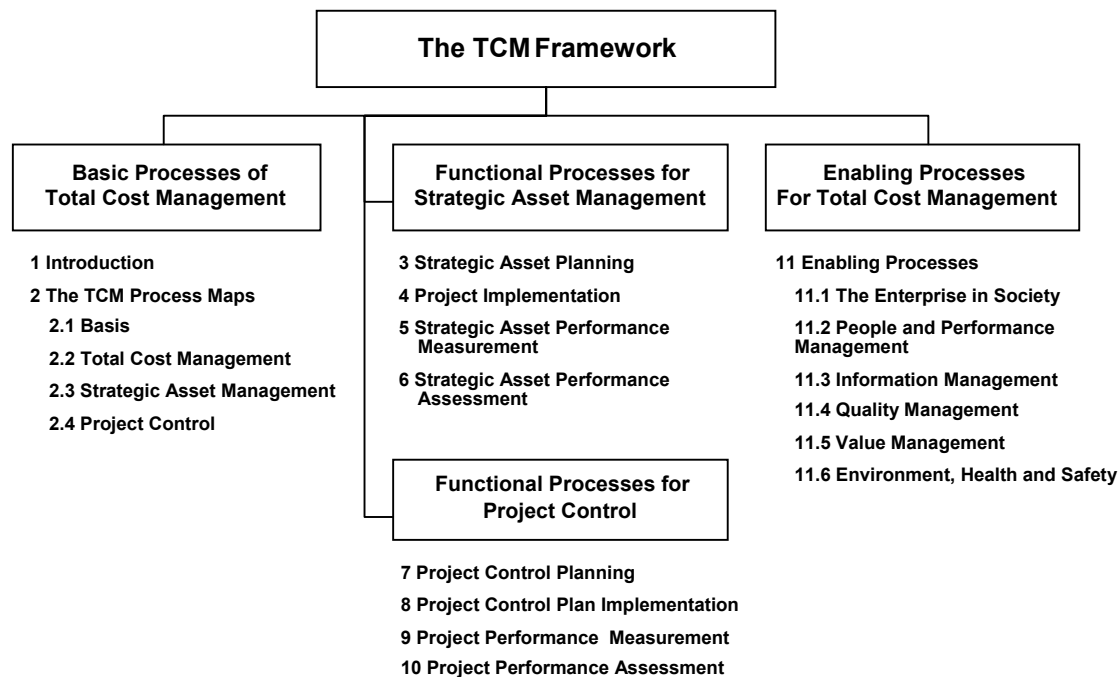 The TCM Framework
Basic Processes of
Total Cost Management
1 Introduction
2 The TCM Process Maps
2.1 Basis
2.2 Total Cost Management
2.3 Strategic Asset Management
2.4 Project Control
Functional Processes for
Strategic Asset Management
3 Strategic Asset Planning
4 Project Implementation
5 Strategic Asset Performance
Measurement
6 Strategic Asset Performance
Assessment
Functional Processes for
Project Control
7 Project Control Planning
8 Project Control Plan Implementation
9 Project Performance Measurement
10 Project Performance Assessment
Enabling Processes
For Total Cost Management
11 Enabling Processes
11.1 The Enterprise in Society
11.2 People and Performance
Management
11.3 Information Management
11.4 Quality Management
11.5 Value Management
11.6 Environment, Health and Safety